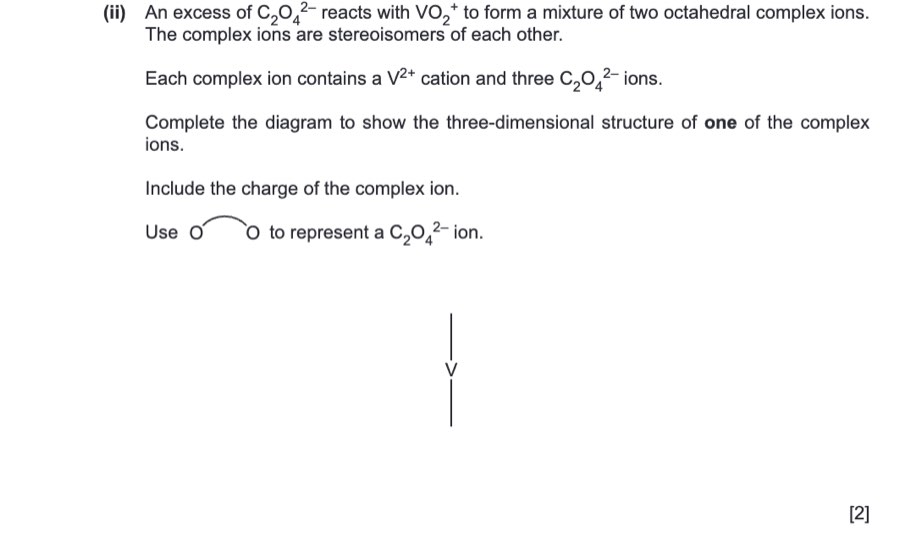 (ii) An excess of C₂O₄²⁻ reacts with VO₂⁺ to form a mixture of two octahedral complex ions.
The complex ions are stereoisomers of each other.
Each complex ion contains a V²⁺ cation and three C₂O₄²⁻ ions.
Complete the diagram to show the three-dimensional structure of one of the complex
ions.
Include the charge of the complex ion.
Use O O to represent a C₂O₄²⁻ ion.
V
[2]